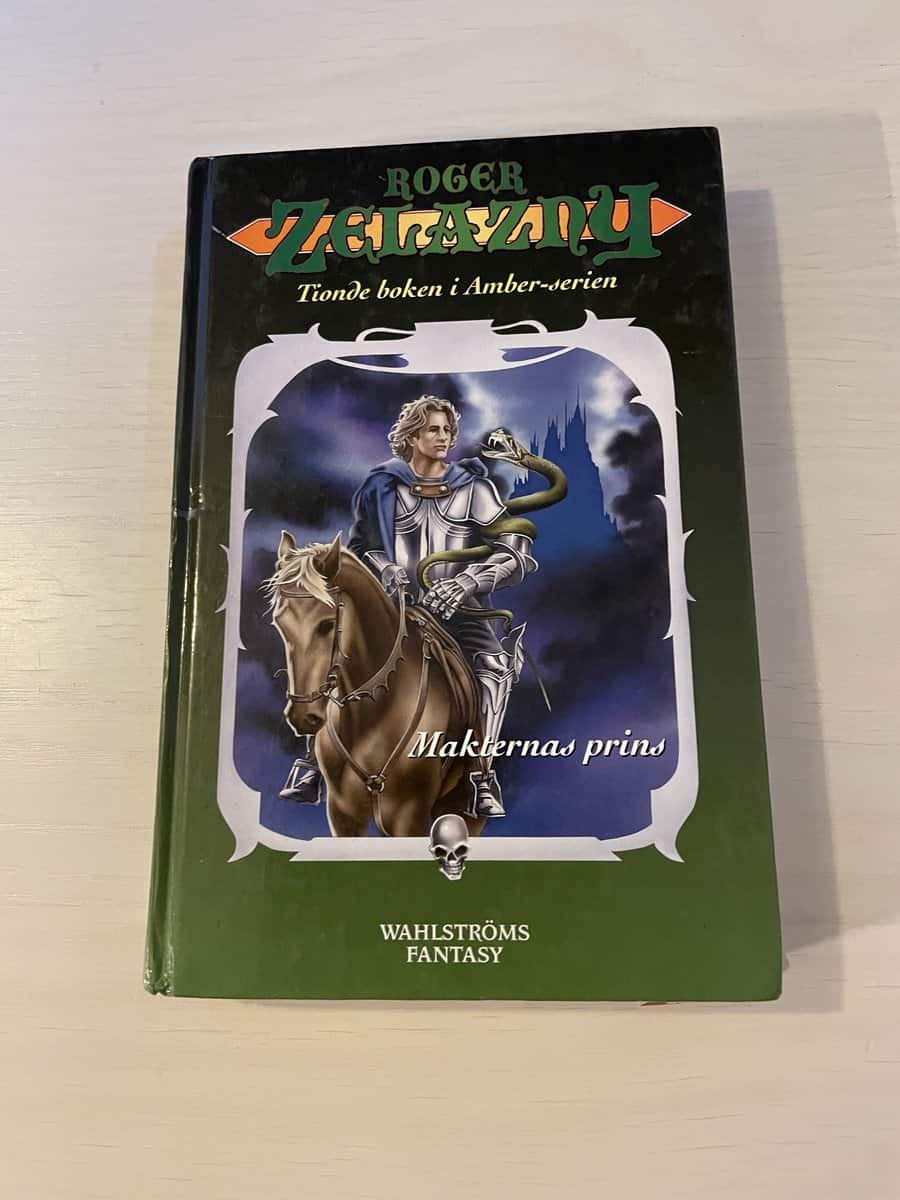 ROGER
ZELAZNY
Tionde boken i Amber-serien
Makternas prins
WAHLSTRÖMS
FANTASY